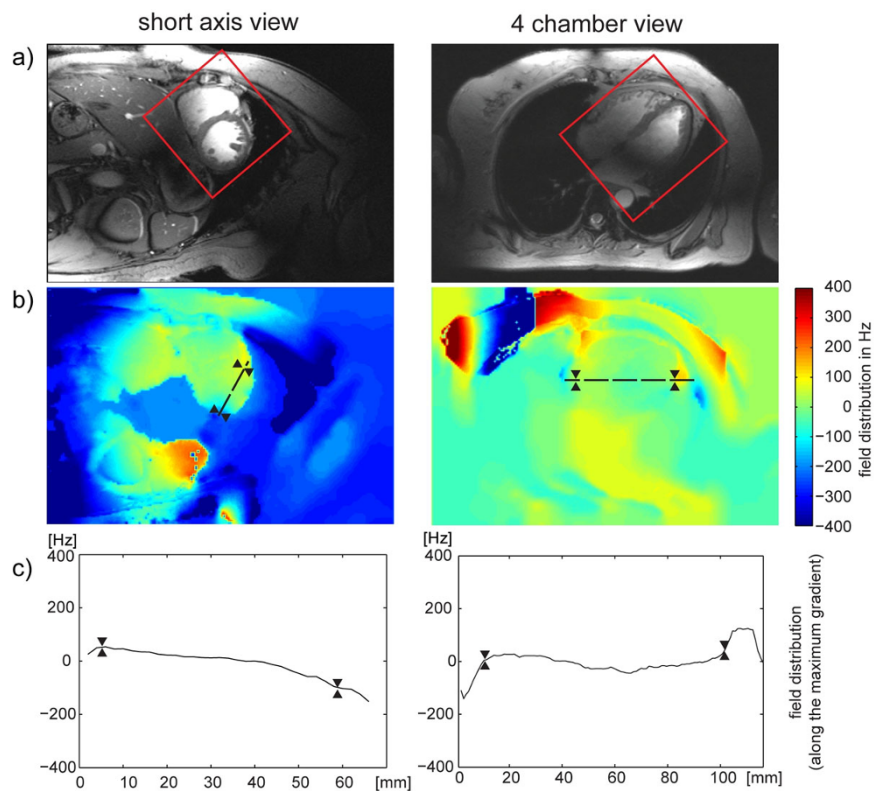 short axis view
4 chamber view
a)
b)
400
300
200
100
0
−100
−200
−300
−400
field distribution in Hz
c)
[Hz]
400
200
0
−200
−400
0
10
20
30
40
50
60
[mm]
[Hz]
400
200
0
−200
−400
0
20
40
60
80
100
[mm]
field distribution
(along the maximum gradient)